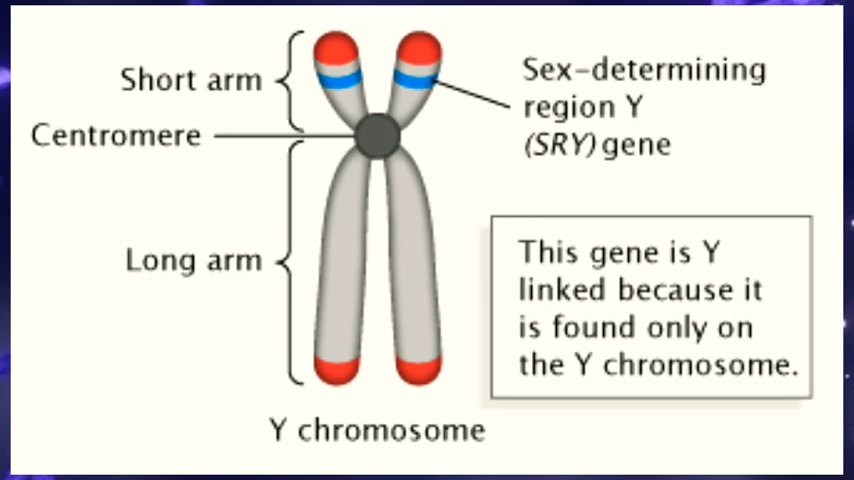 Short arm
Centromere
Long arm
Sex-determining
region Y
(SRY) gene
This gene is Y
linked because it
is found only on
the Y chromosome.
Y chromosome